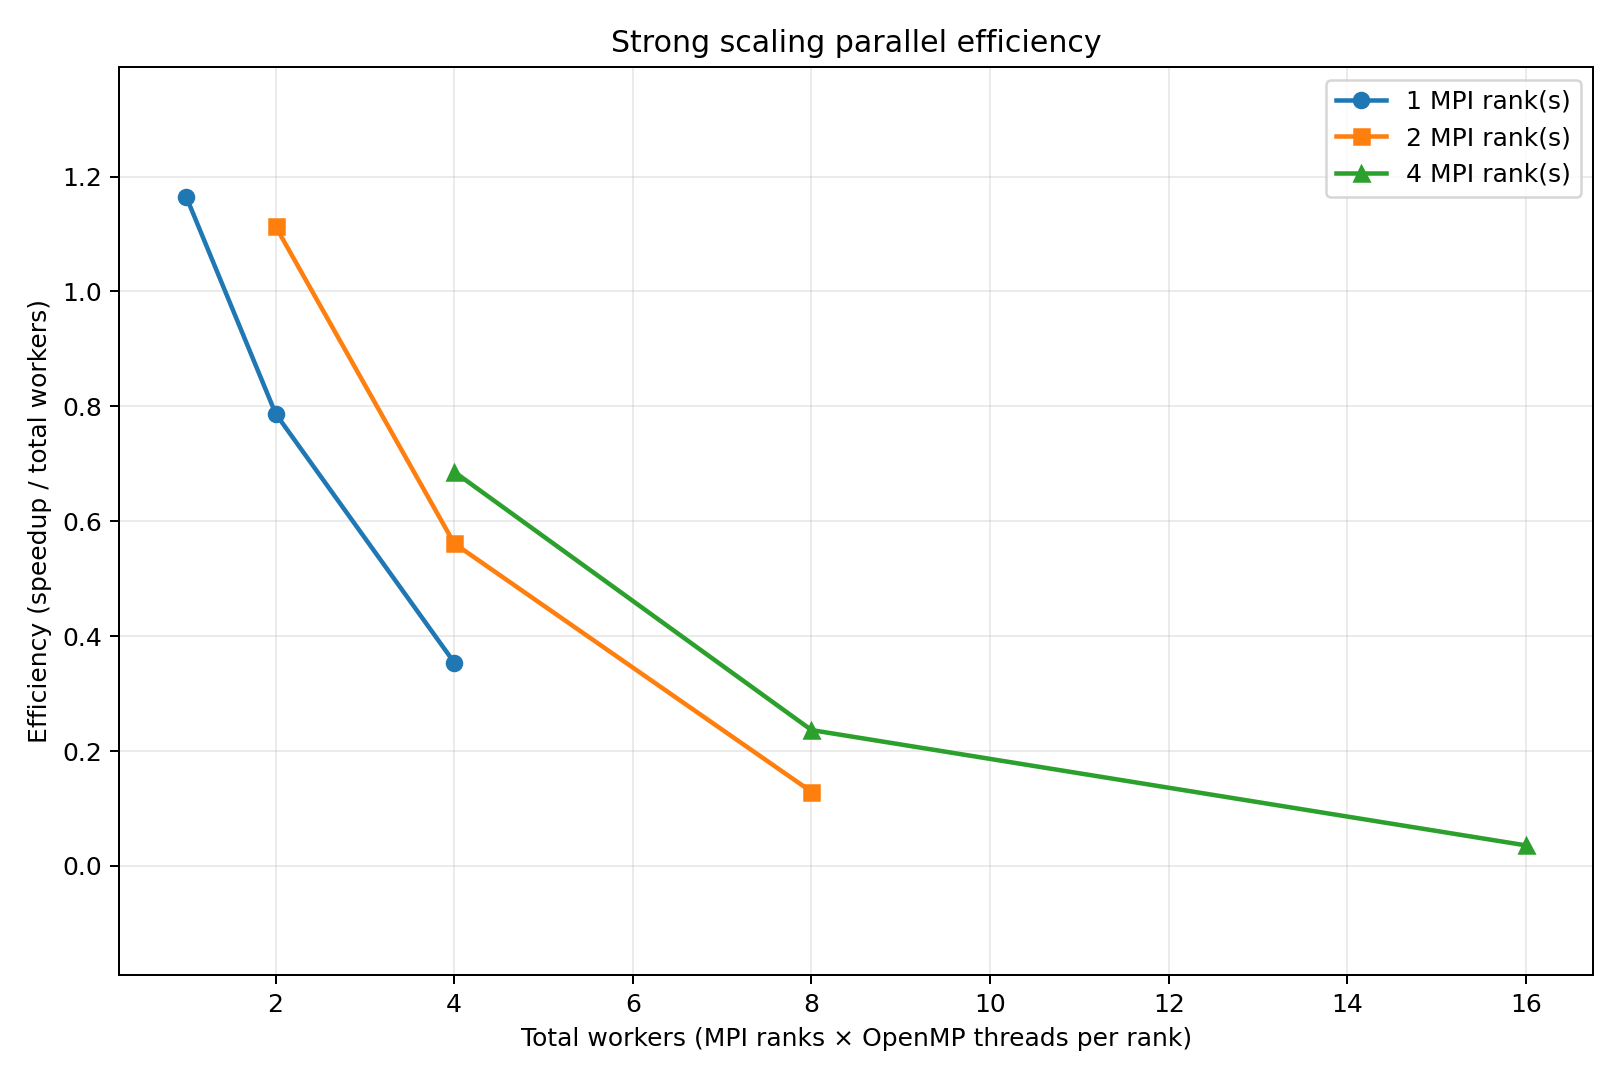 Strong scaling parallel efficiency
1 MPI rank(s)
2 MPI rank(s)
4 MPI rank(s)
Efficiency (speedup / total workers)
1.2
1.0
0.8
0.6
0.4
0.2
0.0
2 4 6 8 10 12 14 16
Total workers (MPI ranks × OpenMP threads per rank)